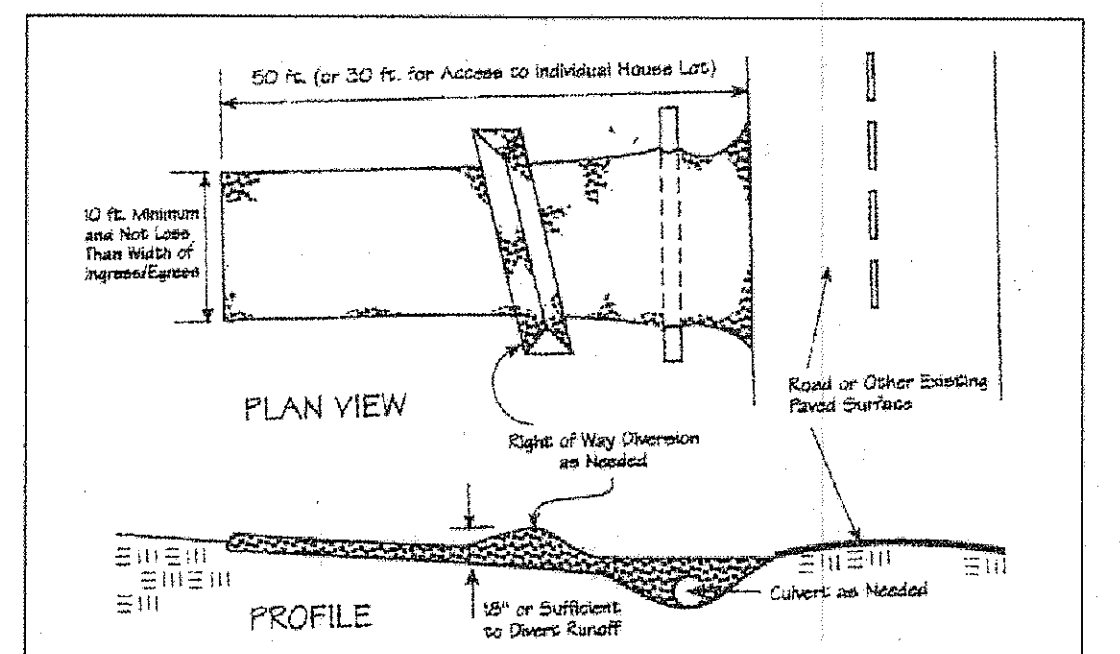 50 ft. (or 30 ft. for Access to Individual House Lot)
10 ft. Minimum
and Not Less
Than Width of
Ingress/Egress
Road or Other Existing
Paved Surface
PLAN VIEW
Right of Way Diversion
as Needed
Culvert as Needed
18" or Sufficient
to Divert Runoff
PROFILE